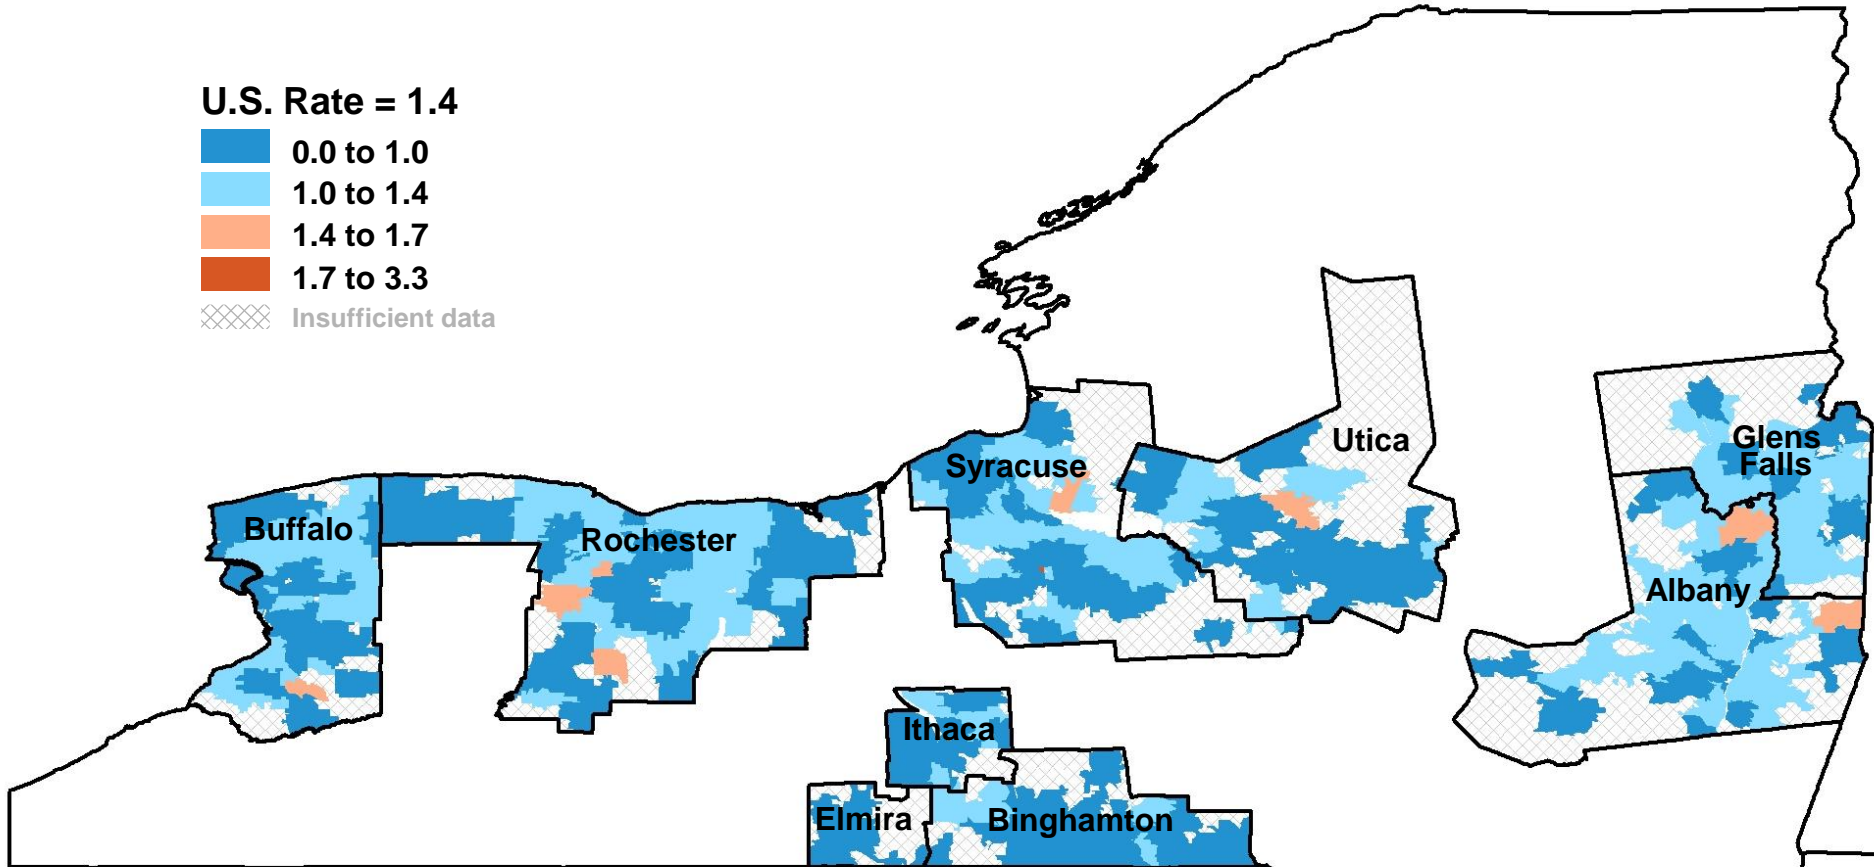 U.S. Rate = 1.4
0.0 to 1.0
1.0 to 1.4
1.4 to 1.7
1.7 to 3.3
Insufficient data
Utica
Glens
Falls
Syracuse
Buffalo
Rochester
Albany
Ithaca
Elmira
Binghamton